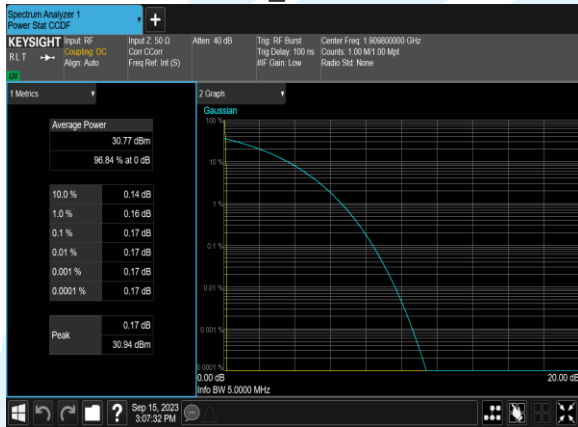 Spectrum Analyzer 1
Power Stat CCDF
+
KEYSIGHT
R L T
LU
Input: RF
Coupling: DC
Align: Auto
Input Z: 50 Ω
Corr CCorr
Freq Ref: Int (S)
Atten: 40 dB
Trig: RF Burst
Trig Delay: 100 ns
#IF Gain: Low
Center Freq: 1.909800000 GHz
Counts: 1.00 M/1.00 Mpt
Radio Std: None
1 Metrics
Average Power
30.77 dBm
96.84 % at 0 dB
10.0 % 0.14 dB
1.0 % 0.16 dB
0.1 % 0.17 dB
0.01 % 0.17 dB
0.001 % 0.17 dB
0.0001 % 0.17 dB
Peak
0.17 dB
30.94 dBm
2 Graph
Gaussian
100 %
10 %
1 %
0.1 %
0.01 %
0.001 %
0.0001 %
0.00 dB
20.00 dB
Info BW 5.0000 MHz
?
Sep 15, 2023
3:07:32 PM